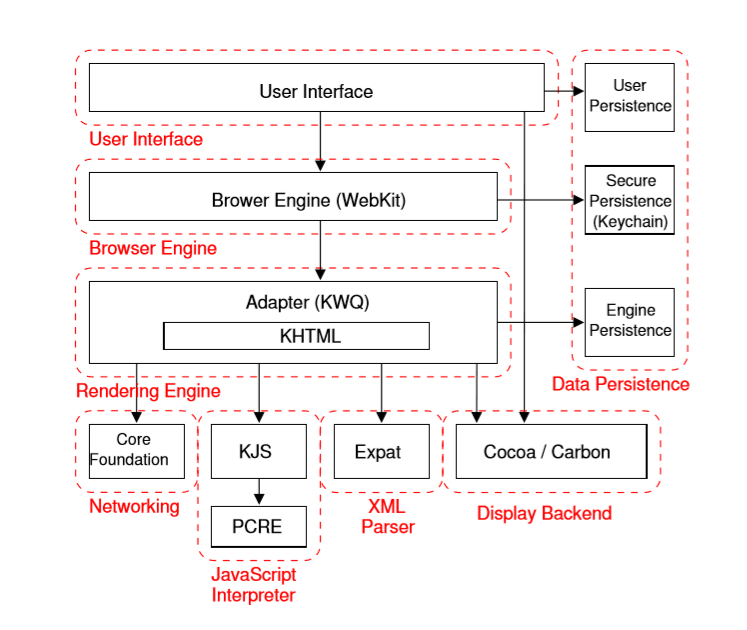 User Interface
User
Persistence
User Interface
Brower Engine (WebKit)
Secure
Persistence
(Keychain)
Browser Engine
Adapter (KWQ)
KHTML
Engine
Persistence
Rendering Engine
Data Persistence
Core
Foundation
KJS
Expat
Cocoa / Carbon
Networking
PCRE
XML
Parser
Display Backend
JavaScript
Interpreter